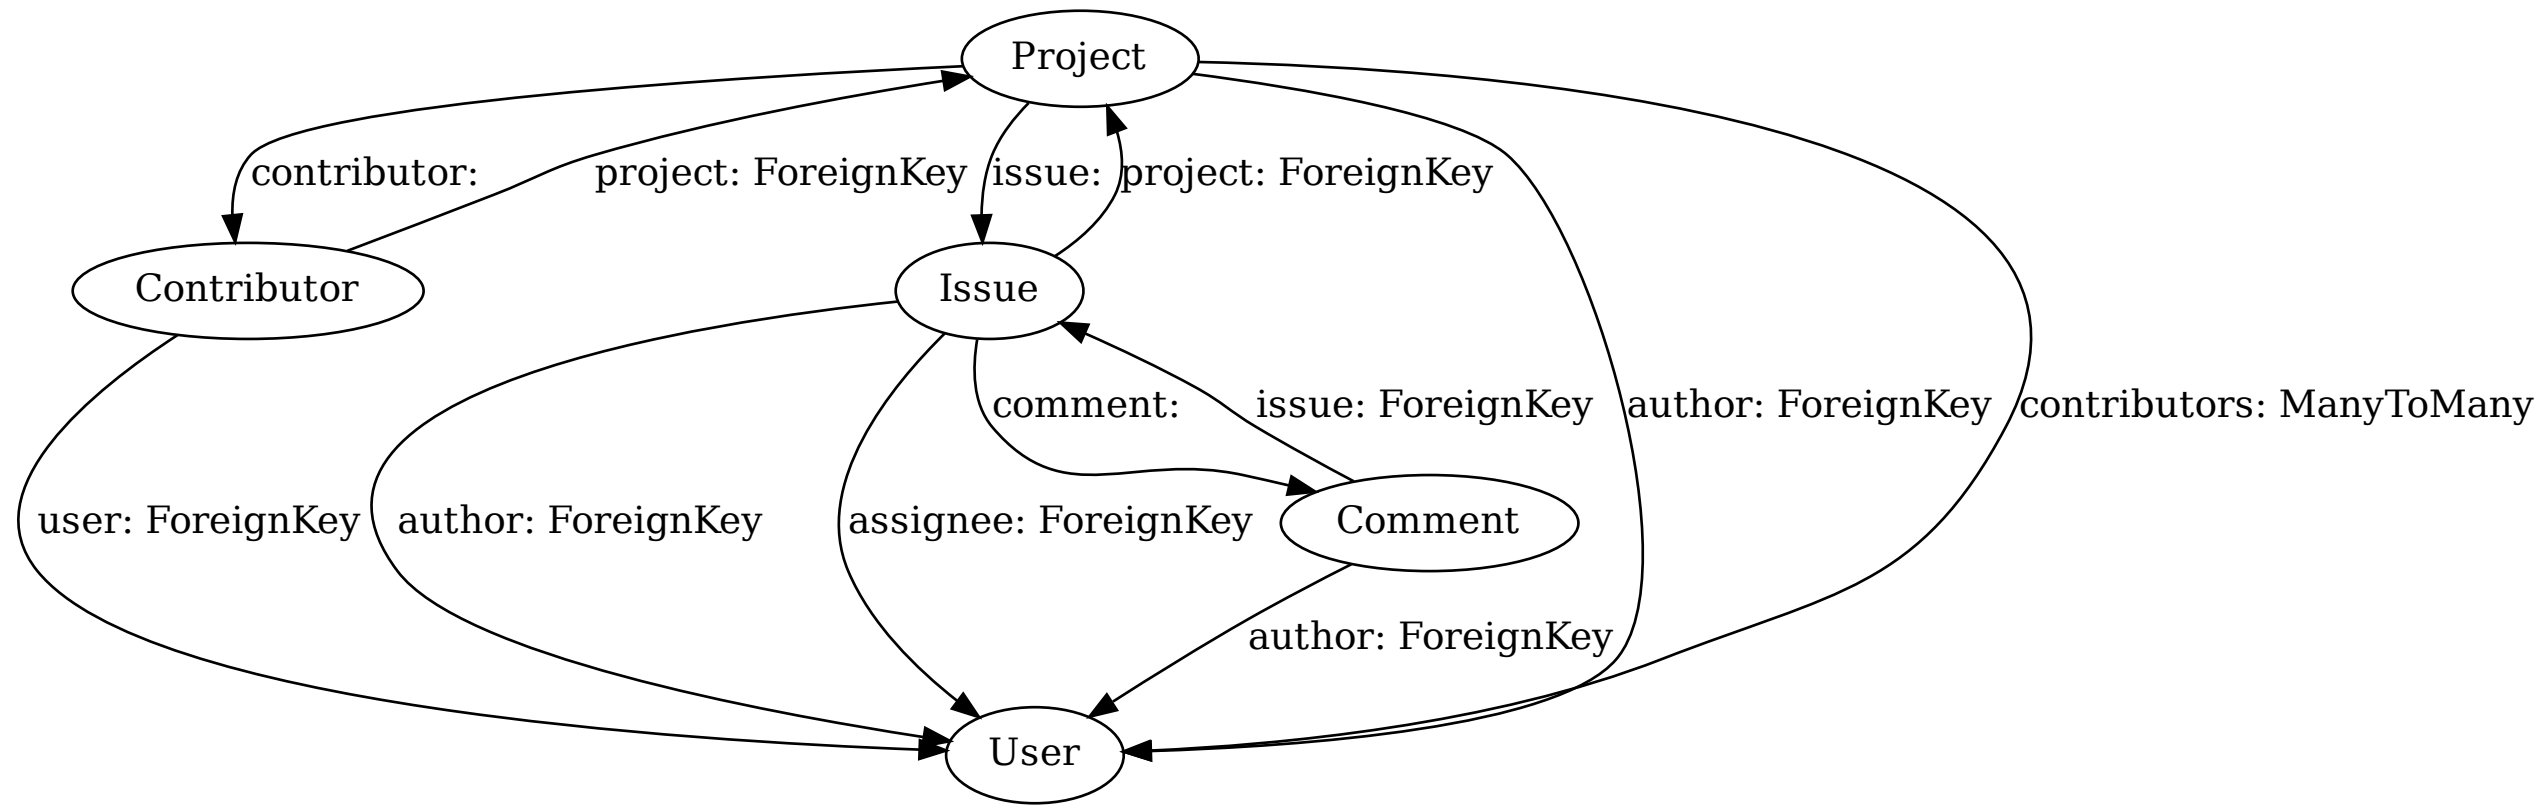 Project
contributor:
project: ForeignKey
issue:
project: ForeignKey
Contributor
Issue
comment:
issue: ForeignKey
author: ForeignKey
contributors: ManyToMany
user: ForeignKey
author: ForeignKey
assignee: ForeignKey
Comment
author: ForeignKey
User